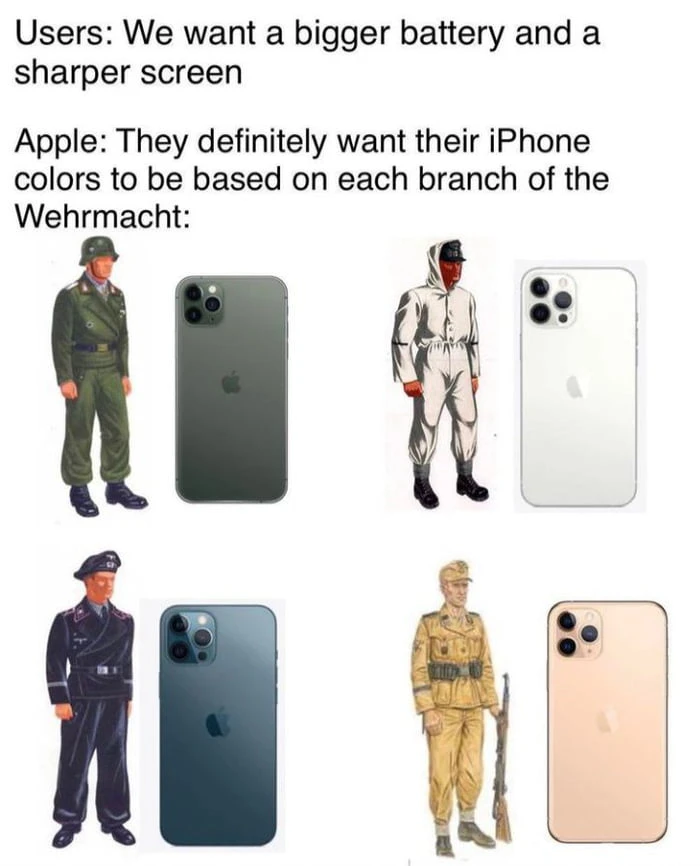 Users: We want a bigger battery and a
sharper screen
Apple: They definitely want their iPhone
colors to be based on each branch of the
Wehrmacht: